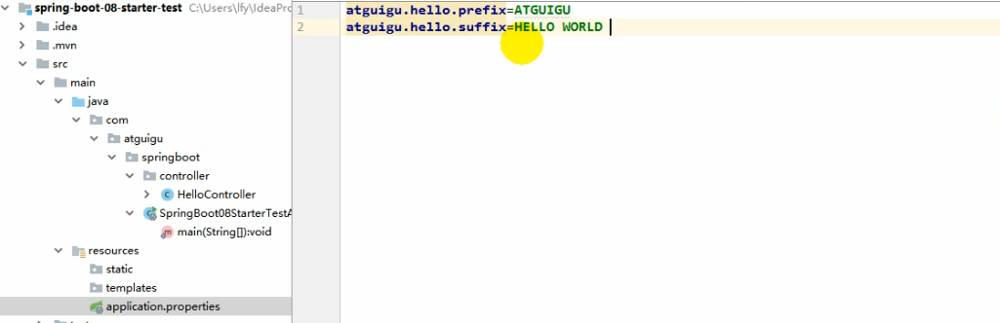 spring-boot-08-starter-test C:\Users\lfy\IdeaPro
.idea
.mvn
src
main
java
com
atguigu
springboot
controller
HelloController
SpringBoot08StarterTestA
main(String[]):void
resources
static
templates
application.properties
1 atguigu.hello.prefix=ATGUIGU
2 atguigu.hello.suffix=HELLO WORLD